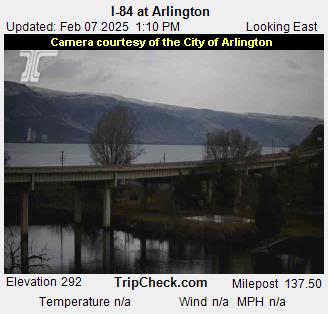 I-84 at Arlington
Updated: Feb 07 2025 1:10 PM Looking East
Camera courtesy of the City of Arlington
Elevation 292 TripCheck.com Milepost 137.50
Temperature n/a Wind n/a MPH n/a